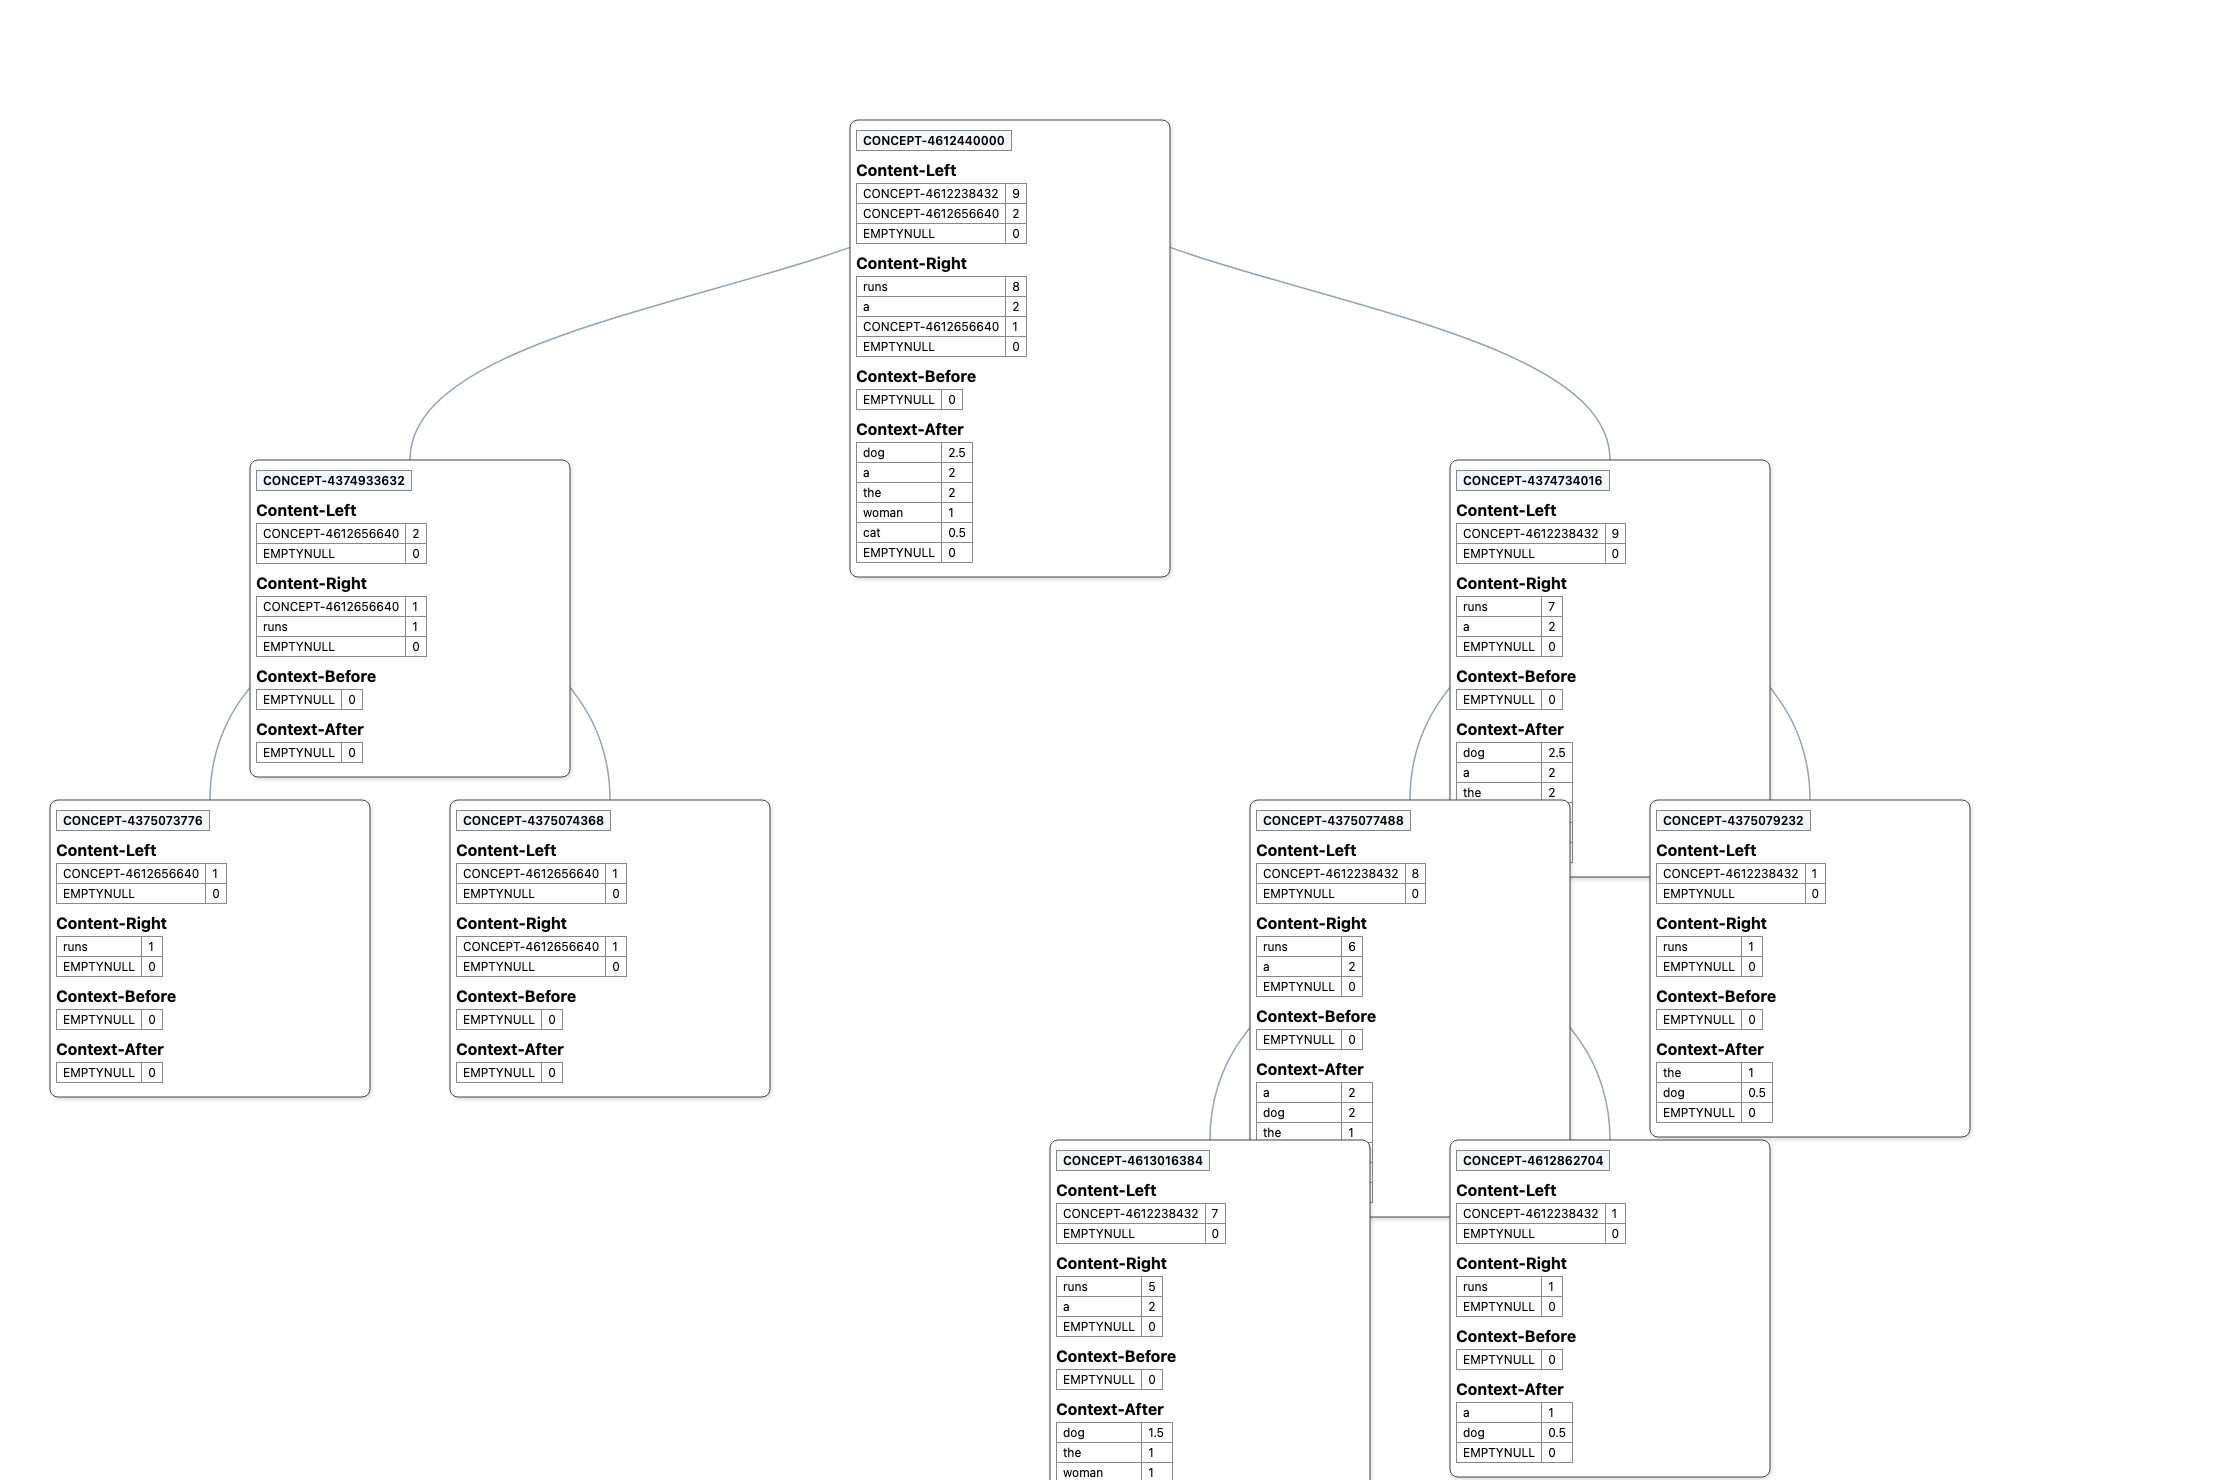 CONCEPT-4612440000
Content-Left
CONCEPT-4612238432 9
CONCEPT-4612656640 2
EMPTYNULL 0
Content-Right
runs 8
a 2
CONCEPT-4612656640 1
EMPTYNULL 0
Context-Before
EMPTYNULL 0
Context-After
dog 2.5
a 2
the 2
woman 1
cat 0.5
EMPTYNULL 0
CONCEPT-4374933632
Content-Left
CONCEPT-4612656640 2
EMPTYNULL 0
Content-Right
CONCEPT-4612656640 1
runs 1
EMPTYNULL 0
Context-Before
EMPTYNULL 0
Context-After
EMPTYNULL 0
CONCEPT-4374734016
Content-Left
CONCEPT-4612238432 9
EMPTYNULL 0
Content-Right
runs 7
a 2
EMPTYNULL 0
Context-Before
EMPTYNULL 0
Context-After
dog 2.5
a 2
the 2
CONCEPT-4375073776
Content-Left
CONCEPT-4612656640 1
EMPTYNULL 0
Content-Right
runs 1
EMPTYNULL 0
Context-Before
EMPTYNULL 0
Context-After
EMPTYNULL 0
CONCEPT-4375074368
Content-Left
CONCEPT-4612656640 1
EMPTYNULL 0
Content-Right
CONCEPT-4612656640 1
EMPTYNULL 0
Context-Before
EMPTYNULL 0
Context-After
EMPTYNULL 0
CONCEPT-4375077488
Content-Left
CONCEPT-4612238432 8
EMPTYNULL 0
Content-Right
runs 6
a 2
EMPTYNULL 0
Context-Before
EMPTYNULL 0
Context-After
a 2
dog 2
the 1
CONCEPT-4375079232
Content-Left
CONCEPT-4612238432 1
EMPTYNULL 0
Content-Right
runs 1
EMPTYNULL 0
Context-Before
EMPTYNULL 0
Context-After
the 1
dog 0.5
EMPTYNULL 0
CONCEPT-4613016384
Content-Left
CONCEPT-4612238432 7
EMPTYNULL 0
Content-Right
runs 5
a 2
EMPTYNULL 0
Context-Before
EMPTYNULL 0
Context-After
dog 1.5
the 1
woman 1
CONCEPT-4612862704
Content-Left
CONCEPT-4612238432 1
EMPTYNULL 0
Content-Right
runs 1
EMPTYNULL 0
Context-Before
EMPTYNULL 0
Context-After
a 1
dog 0.5
EMPTYNULL 0